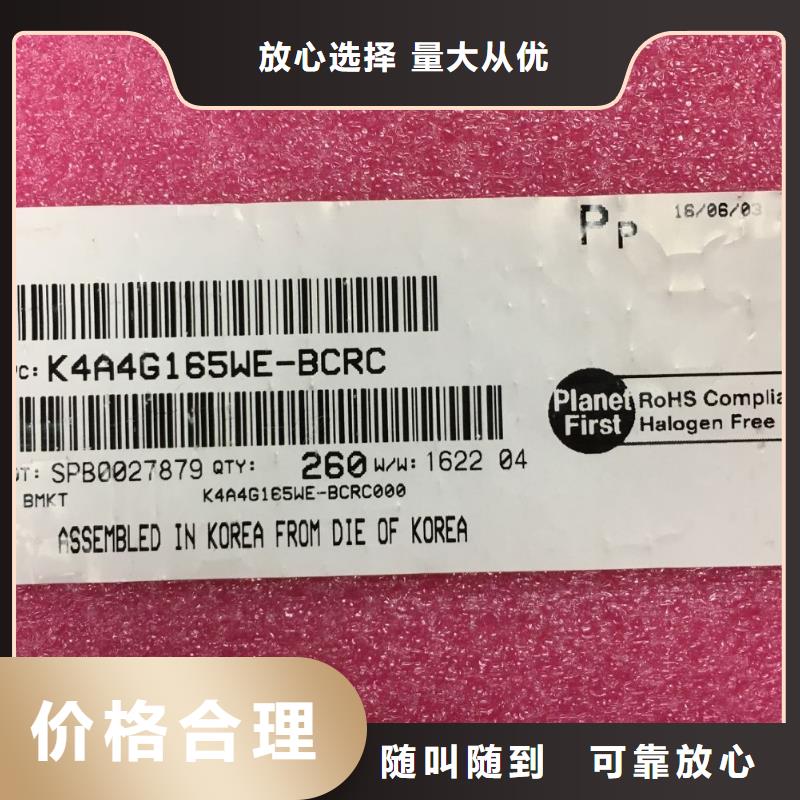 放心选择 量大从优
Pp 16/06/03
PC: K4A4G165WE-BCRC
Planet First
RoHS Complia
Halogen Free
OT: SPB0027879 QTY: 260 W/W: 1622 04
BMKT K4A4G165WE-BCRC000
ASSEMBLED IN KOREA FROM DIE OF KOREA
价格合理
随叫随到 可靠放心